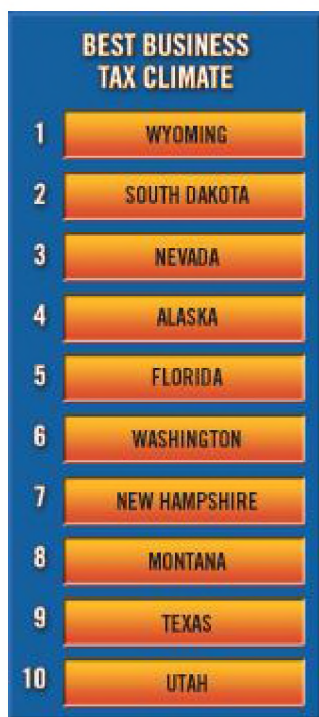 BEST BUSINESS
TAX CLIMATE
1 WYOMING
2 SOUTH DAKOTA
3 NEVADA
4 ALASKA
5 FLORIDA
6 WASHINGTON
7 NEW HAMPSHIRE
8 MONTANA
9 TEXAS
10 UTAH